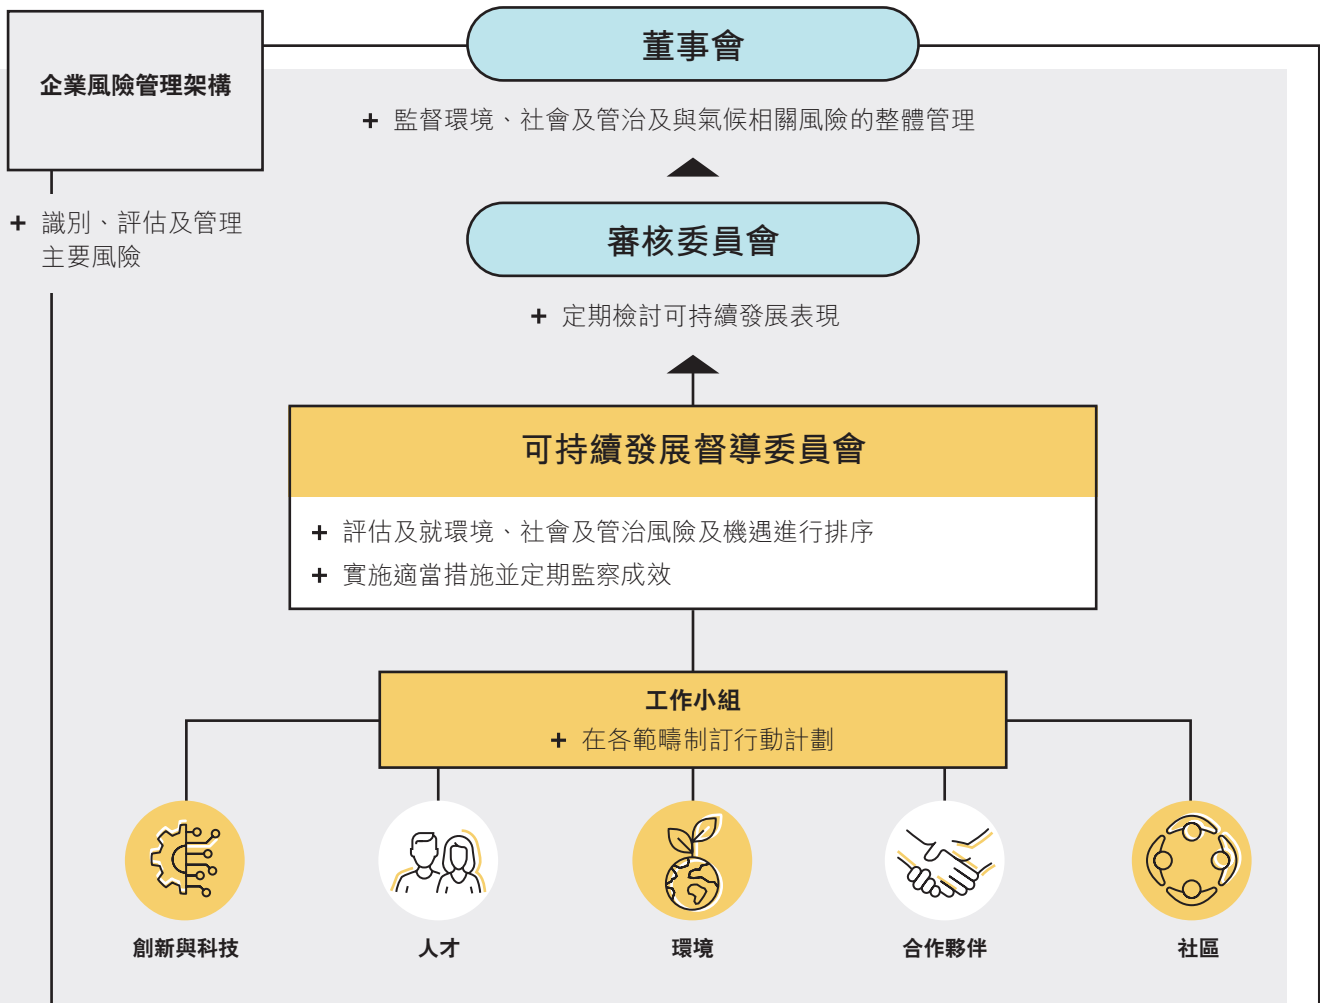 企業風險管理架構
+ 識別、評估及管理
主要風險
董事會
+ 監督環境、社會及管治及與氣候相關風險的整體管理
審核委員會
+ 定期檢討可持續發展表現
可持續發展督導委員會
+ 評估及就環境、社會及管治風險及機遇進行排序
+ 實施適當措施並定期監察成效
工作小組
+ 在各範疇制訂行動計劃
創新與科技
人才
環境
合作夥伴
社區